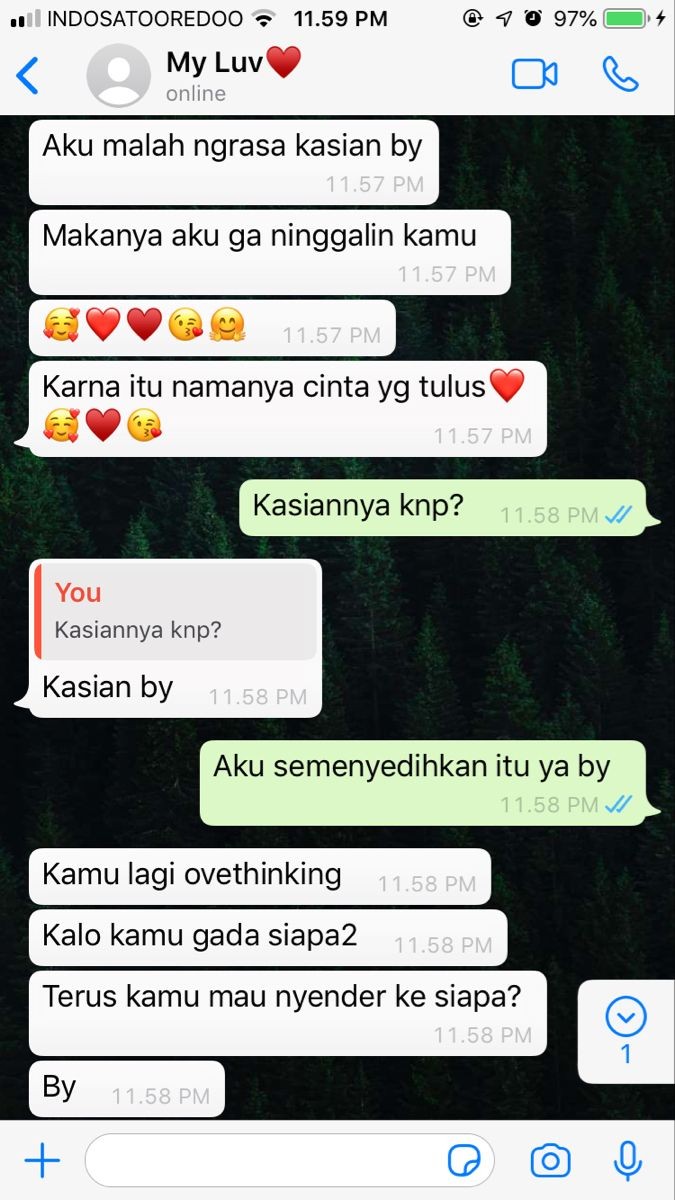 INDOSATOOREDOO 11.59 PM 97%
My Luv♥️
online
Aku malah ngrasa kasian by
11.57 PM
Makanya aku ga ninggalin kamu
11.57 PM
🥰❤️♥️😘🤗 11.57 PM
Karna itu namanya cinta yg tulus❤️
🥰♥️😘 11.57 PM
Kasiannya knp? 11.58 PM
You
Kasiannya knp?
Kasian by 11.58 PM
Aku semenyedihkan itu ya by
11.58 PM
Kamu lagi ovethinking 11.58 PM
Kalo kamu gada siapa2 11.58 PM
Terus kamu mau nyender ke siapa?
11.58 PM
1
By 11.58 PM